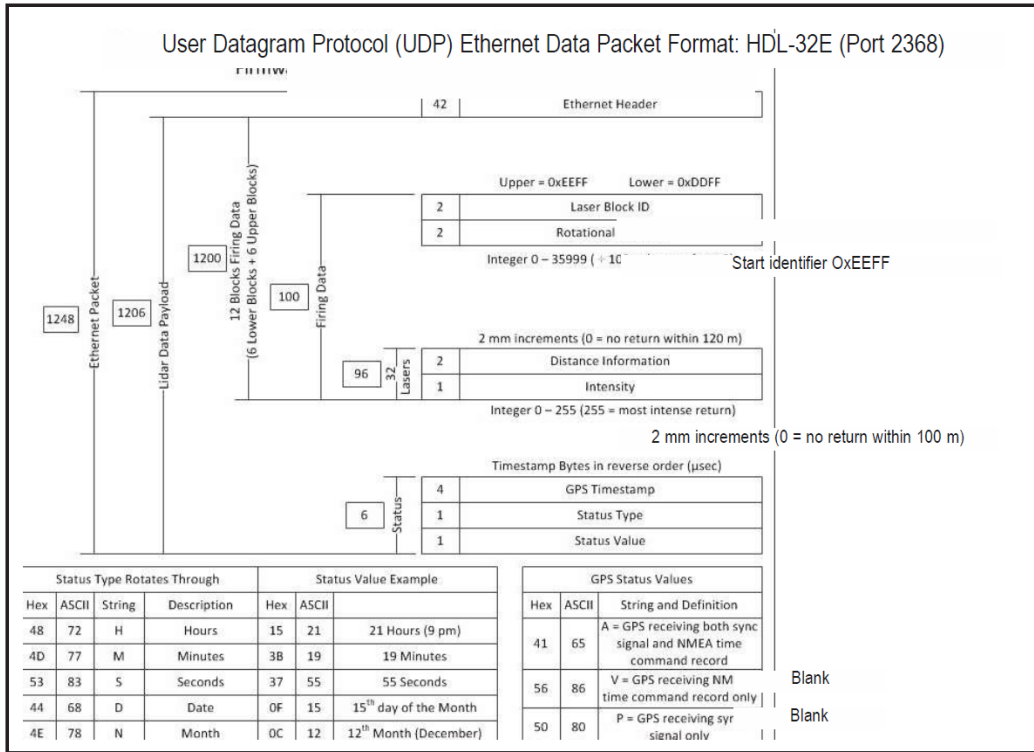 User Datagram Protocol (UDP) Ethernet Data Packet Format: HDL-32E (Port 2368)
42 Ethernet Header
Upper = 0xEEFF Lower = 0xDDFF
2 Laser Block ID
2 Rotational
Integer 0 – 35999
Start identifier OxEEFF
1248
Ethernet Packet
1206
Lidar Data Payload
1200
12 Blocks Firing Data
(6 Lower Blocks + 6 Upper Blocks)
100
Firing Data
2 mm increments (0 = no return within 120 m)
96
32
Lasers
2 Distance Information
1 Intensity
Integer 0 – 255 (255 = most intense return)
2 mm increments (0 = no return within 100 m)
Timestamp Bytes in reverse order (µsec)
6
Status
4 GPS Timestamp
1 Status Type
1 Status Value
Status Type Rotates Through Status Value Example
Hex ASCII String Description Hex ASCII
48 72 H Hours 15 21 21 Hours (9 pm)
4D 77 M Minutes 3B 19 19 Minutes
53 83 S Seconds 37 55 55 Seconds
44 68 D Date 0F 15 15th day of the Month
4E 78 N Month 0C 12 12th Month (December)
GPS Status Values
Hex ASCII String and Definition
41 65 A = GPS receiving both sync
signal and NMEA time
command record
56 86 V = GPS receiving NM
time command record only
Blank
50 80 P = GPS receiving
signal only
Blank